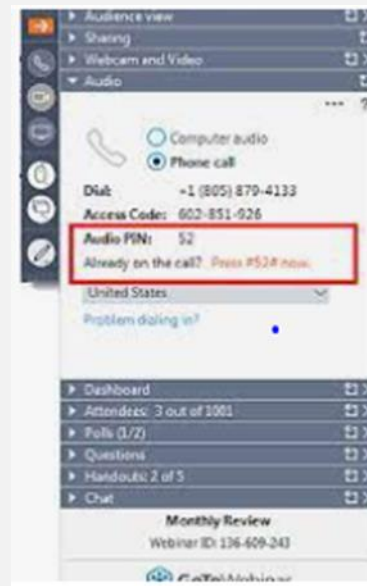 Audience view
Sharing
Webcam and Video
Audio
... ?
Computer audio
Phone call
Dial: +1 (805) 879-4133
Access Code: 602-851-926
Audio PIN: 52
Already on the call? Press #52# now.
United States
Problem dialing in?
Dashboard
Attendees: 3 out of 1001
Polls (1/2)
Questions
Handouts: 2 of 5
Chat
Monthly Review
Webinar ID: 136-609-243
GoToWebinar